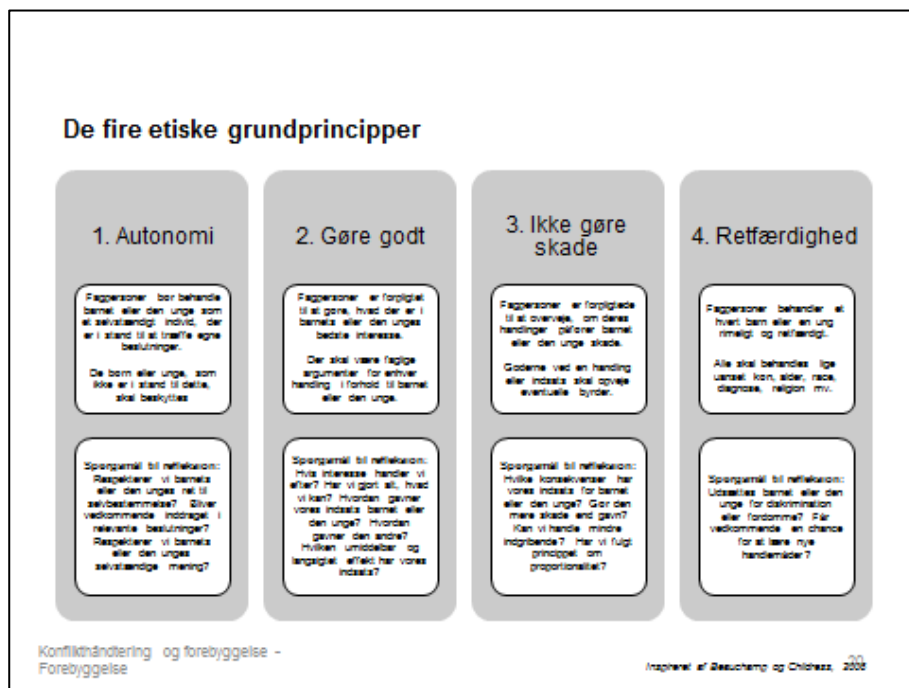 De fire etiske grundprincipper
1. Autonomi
Fagpersoner bør behandle
barnet eller den unge som
et selvstændigt individ, der
er i stand til at træffe egne
beslutninger.
De børn eller unge, som
ikke er i stand til dette,
skal beskyttes
Spørgsmål til refleksion:
Respekterer vi barnets
eller den unges ret til
selvbestemmelse? Bliver
vedkommende inddraget i
relevante beslutninger?
Respekterer vi barnets
eller den unges
selvstændige mening?
2. Gøre godt
Fagpersoner er forpligtet
til at gøre, hvad der er i
barnets eller den unges
bedste interesse.
Der skal være faglige
argumenter for enhver
handling i forhold til barnet
eller den unge.
Spørgsmål til refleksion:
Hvis interesse handler vi
efter? Har vi gjort alt, hvad
vi kan? Hvordan gavner
vores indsats barnet eller
den unge? Hvordan
gavner den andre?
Hvilken umiddelbar og
langsigtet effekt har vores
indsats?
3. Ikke gøre
skade
Fagpersoner er forpligtede
til at overveje, om deres
handlinger påfører barnet
eller den unge skade.
Goderne ved en handling
eller indsats skal opveje
eventuelle byrder.
Spørgsmål til refleksion:
Hvilke konsekvenser har
vores indsats for barnet
eller den unge? Gør den
mere skade end gavn?
Kan vi handle mindre
indgribende? Har vi fulgt
princippet om
proportionalitet?
4. Retfærdighed
Fagpersoner behandler et
hvert barn eller en ung
rimeligt og retfærdigt.
Alle skal behandles lige
uanset køn, alder, race,
diagnose, religion mv.
Spørgsmål til refleksion:
Udsættes barnet eller den
unge for diskrimination
eller fordomme? Får
vedkommende en chance
for at lære nye
handlemåder?
Konflikthåndtering og forebyggelse -
Forebyggelse
Inspireret af Beauchamp og Childress,